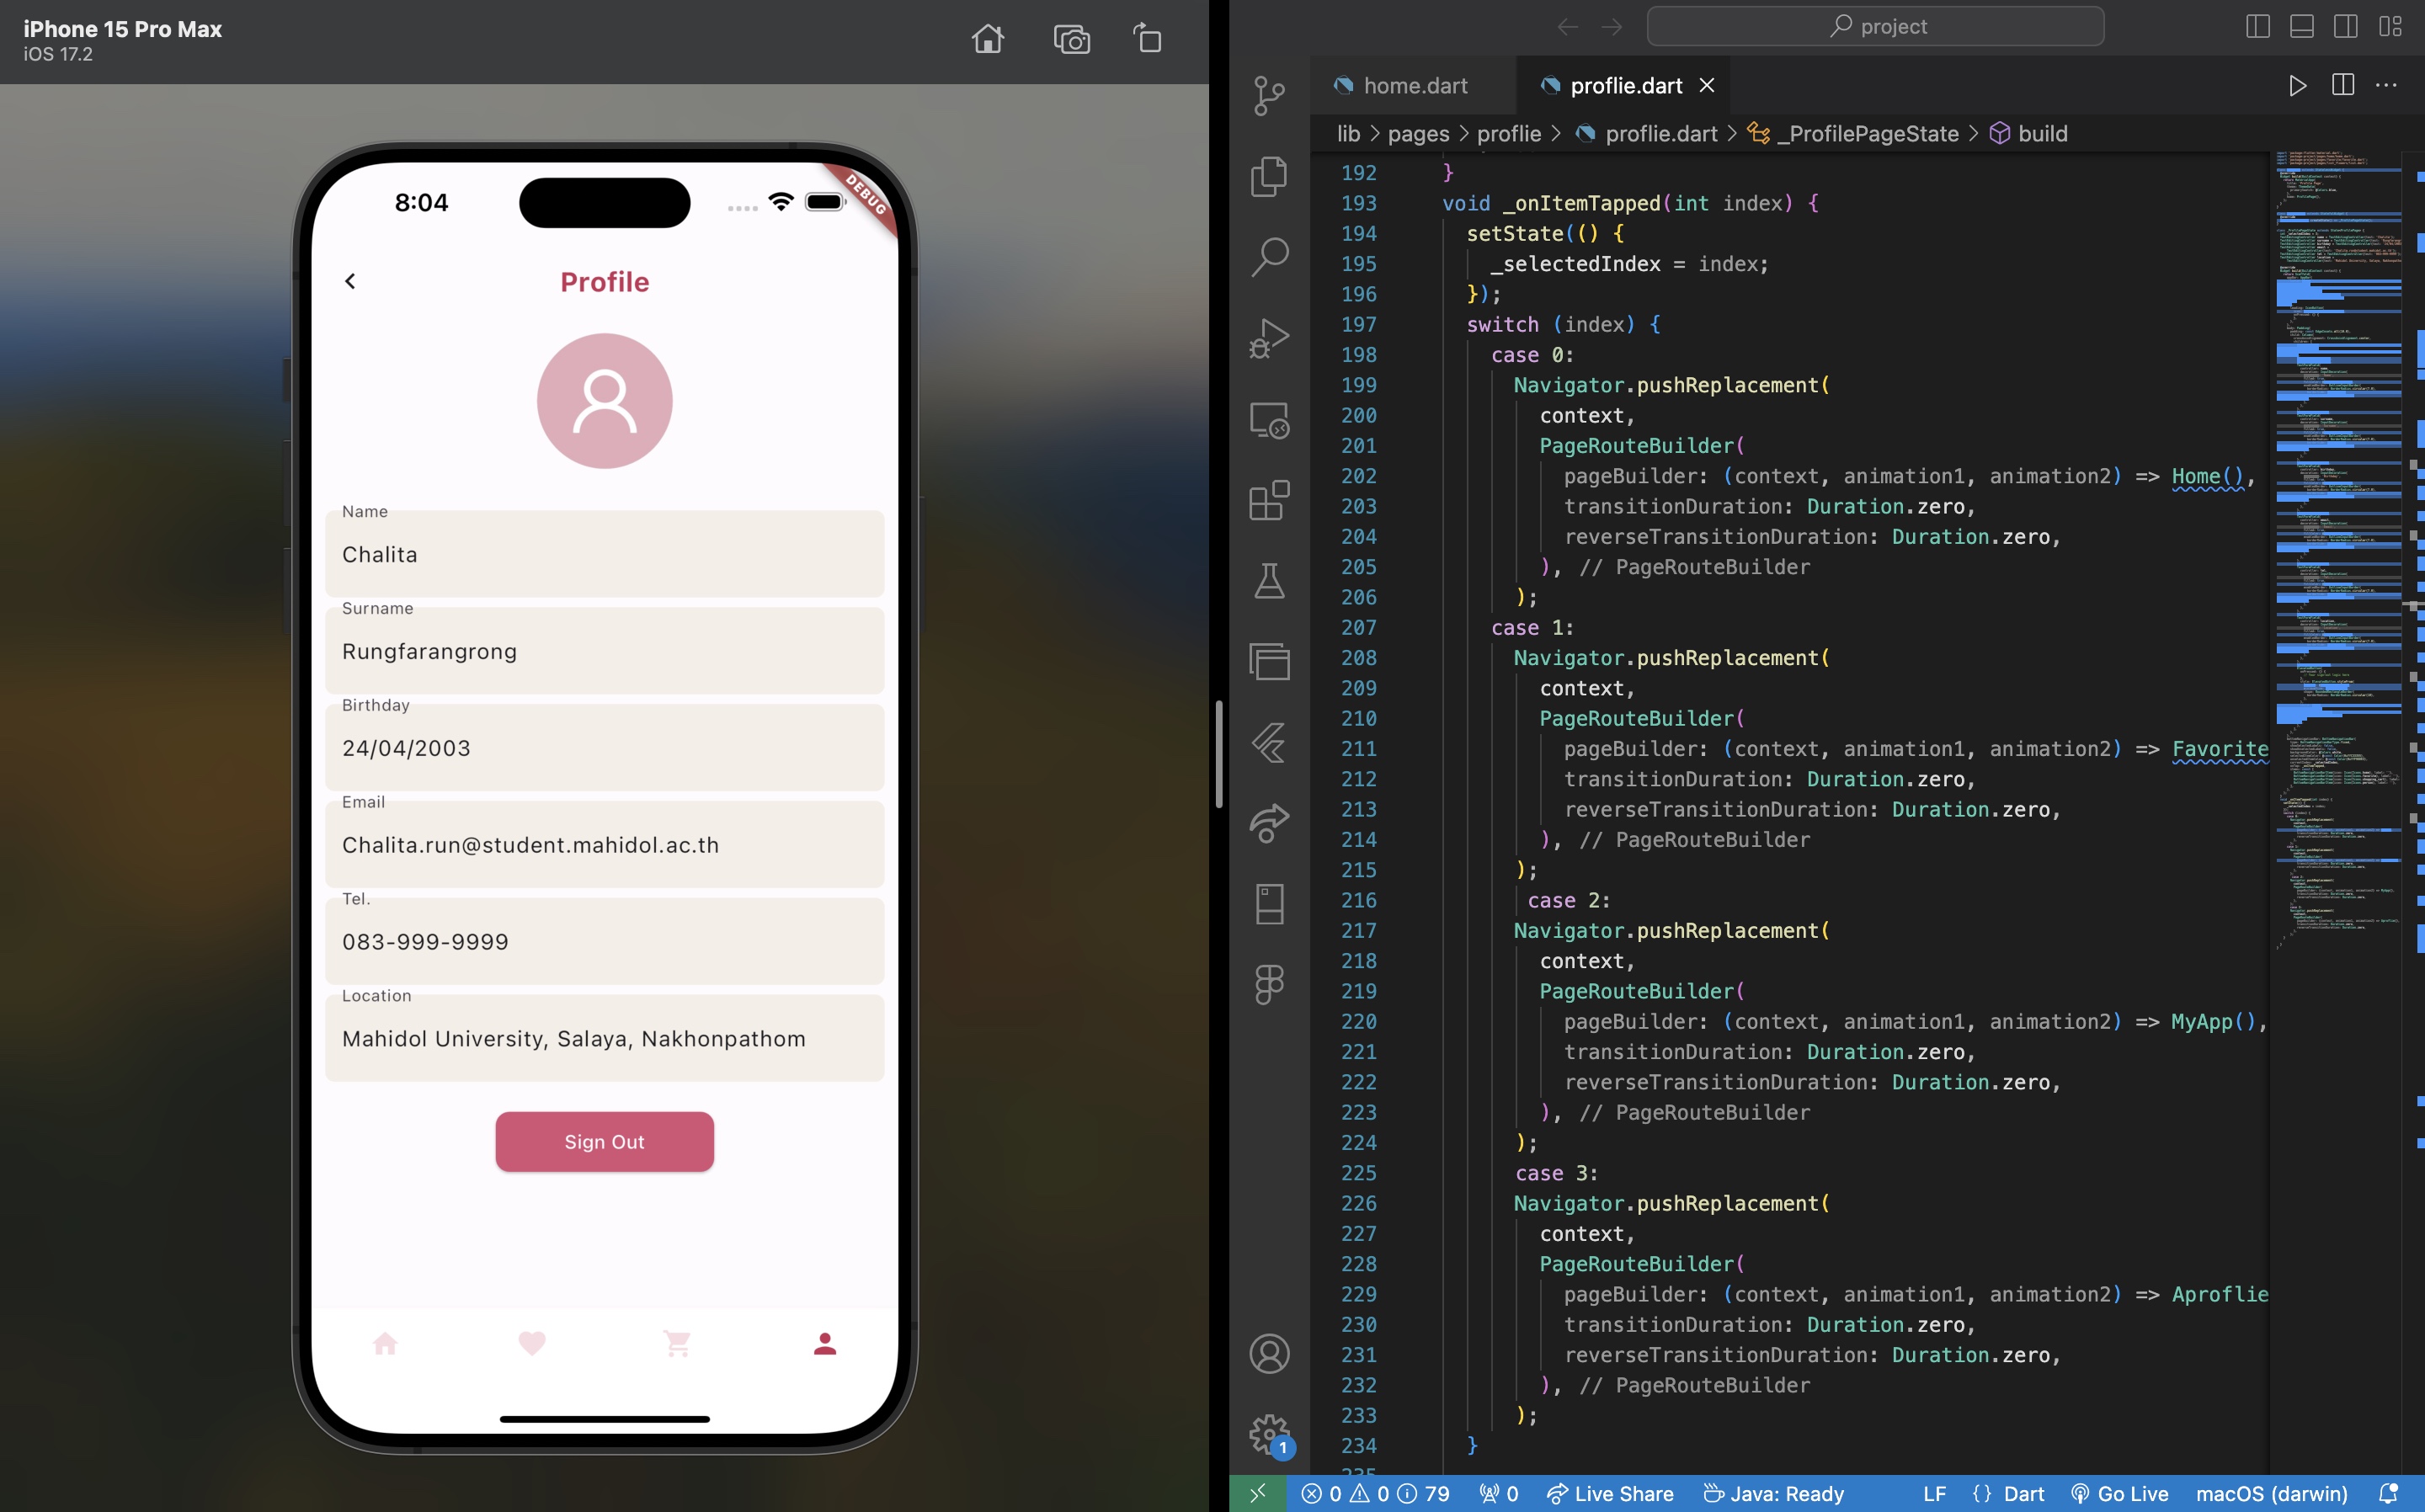 iPhone 15 Pro Max
iOS 17.2
8:04
DEBUG
Profile
Name
Chalita
Surname
Rungfarangrong
Birthday
24/04/2003
Email
Chalita.run@student.mahidol.ac.th
Tel.
083-999-9999
Location
Mahidol University, Salaya, Nakhonpathom
Sign Out
project
home.dart
proflie.dart
lib > pages > proflie > proflie.dart > _ProfilePageState > build
192 }
193 void _onItemTapped(int index) {
194 setState(() {
195 _selectedIndex = index;
196 });
197 switch (index) {
198 case 0:
199 Navigator.pushReplacement(
200 context,
201 PageRouteBuilder(
202 pageBuilder: (context, animation1, animation2) => Home(),
203 transitionDuration: Duration.zero,
204 reverseTransitionDuration: Duration.zero,
205 ), // PageRouteBuilder
206 );
207 case 1:
208 Navigator.pushReplacement(
209 context,
210 PageRouteBuilder(
211 pageBuilder: (context, animation1, animation2) => Favorite
212 transitionDuration: Duration.zero,
213 reverseTransitionDuration: Duration.zero,
214 ), // PageRouteBuilder
215 );
216 case 2:
217 Navigator.pushReplacement(
218 context,
219 PageRouteBuilder(
220 pageBuilder: (context, animation1, animation2) => MyApp(),
221 transitionDuration: Duration.zero,
222 reverseTransitionDuration: Duration.zero,
223 ), // PageRouteBuilder
224 );
225 case 3:
226 Navigator.pushReplacement(
227 context,
228 PageRouteBuilder(
229 pageBuilder: (context, animation1, animation2) => Aproflie
230 transitionDuration: Duration.zero,
231 reverseTransitionDuration: Duration.zero,
232 ), // PageRouteBuilder
233 );
234 }
1
0 0 79 0 Live Share Java: Ready LF {} Dart Go Live macOS (darwin)